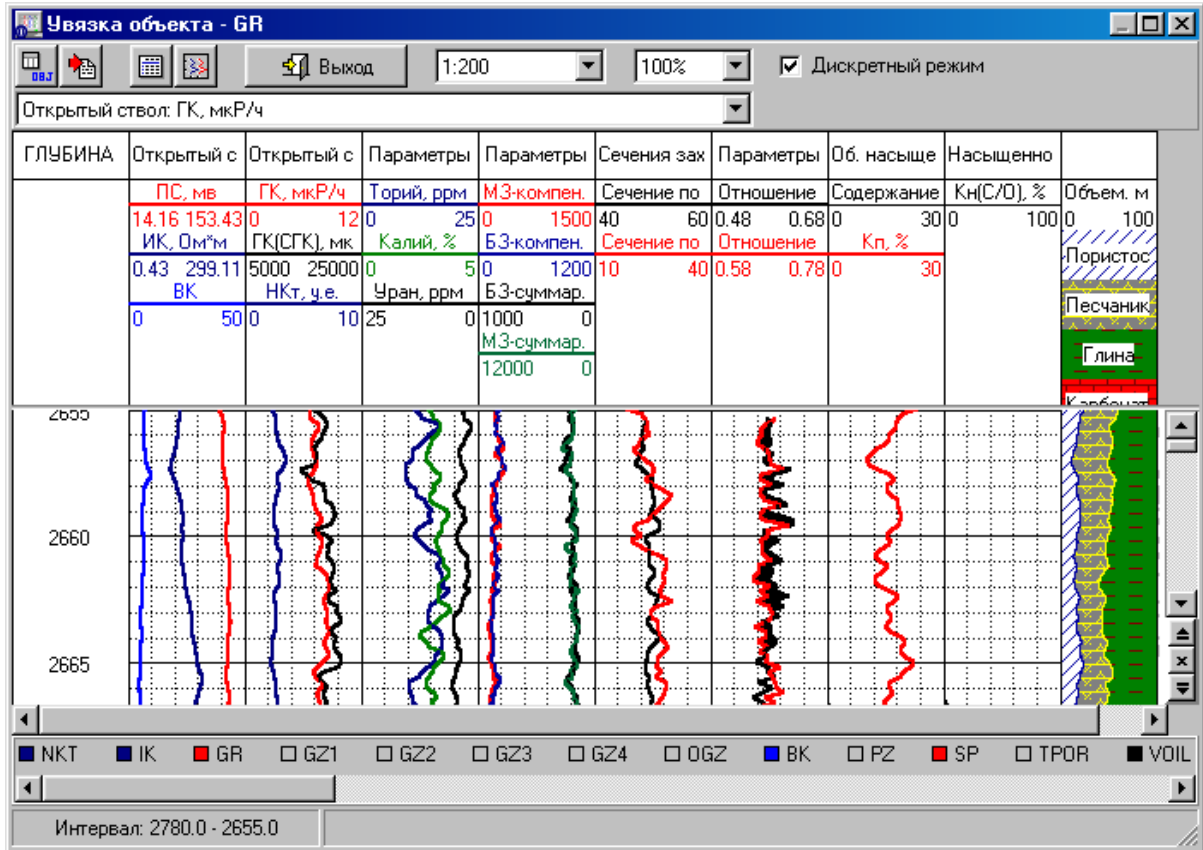 Увязка объекта - GR
OBJ Выход 1:200 100% Дискретный режим
Открытый ствол: ГК, мкР/ч
ГЛУБИНА Открытый с Открытый с Параметры Параметры Сечения зах Параметры Об. насыще Насыщенно
ПС, мв ГК, мкР/ч Торий, ppm МЗ-компен. Сечение по Отношение Содержание Кн(С/О), % Объем. м
14.16 153.43 0 12 0 25 0 1500 40 60 0.48 0.68 0 30 0 100 0 100
ИК, Ом*м ГК(СГК), мк Калий, % БЗ-компен. Сечение по Отношение Кп, % Пористос
0.43 299.11 5000 25000 0 5 0 1200 10 40 0.58 0.78 0 30
ВК НКт, у.е. Уран, ppm БЗ-суммар. Песчаник
0 50 0 10 25 0 1000 0
МЗ-суммар. Глина
12000 0
Карбонат
2655
2660
2665
NKT IK GR GZ1 GZ2 GZ3 GZ4 OGZ BK PZ SP TPOR VOIL
Интервал: 2780.0 - 2655.0